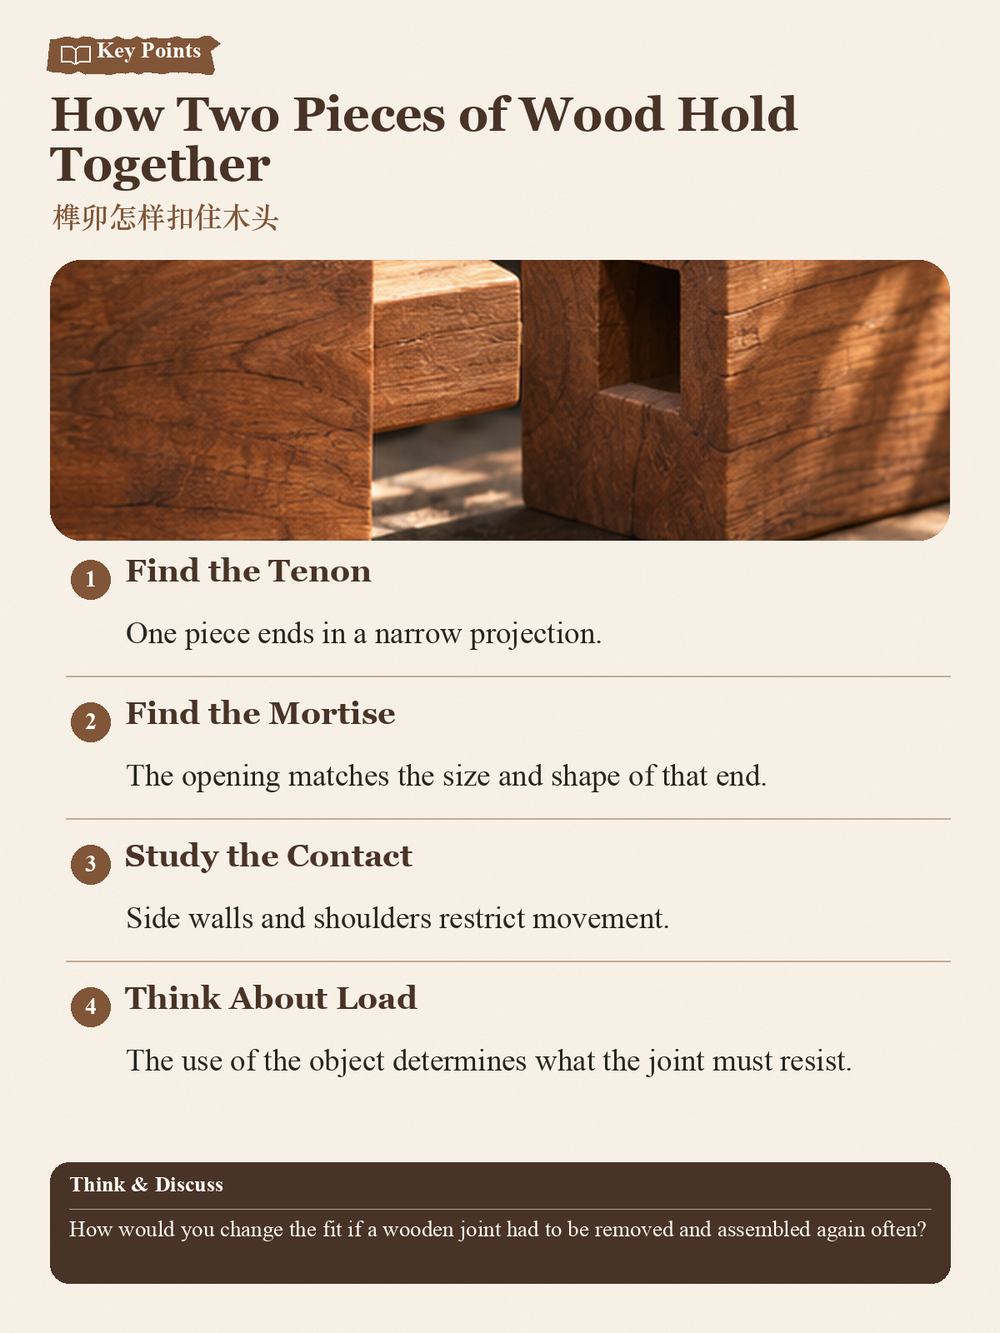 Key Points
How Two Pieces of Wood Hold
Together
榫卯怎样扣住木头
1 Find the Tenon
One piece ends in a narrow projection.
2 Find the Mortise
The opening matches the size and shape of that end.
3 Study the Contact
Side walls and shoulders restrict movement.
4 Think About Load
The use of the object determines what the joint must resist.
Think & Discuss
How would you change the fit if a wooden joint had to be removed and assembled again often?